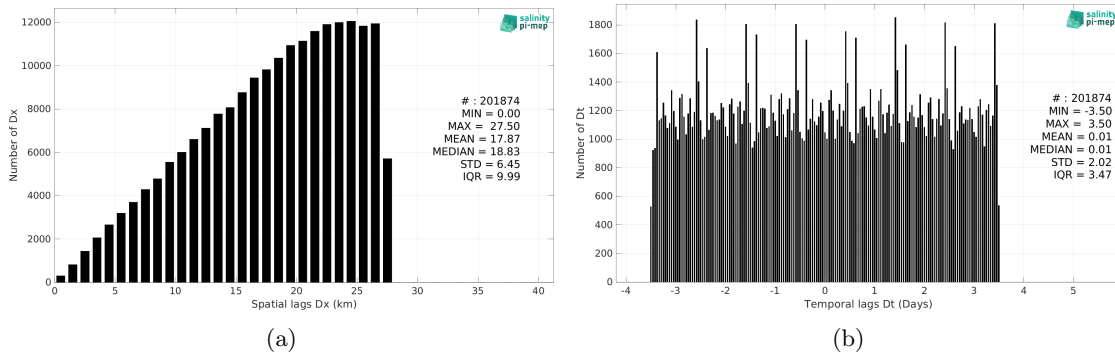 12000
10000
8000
6000
4000
2000
0
Number of Dx
0 5 10 15 20 25 30 35 40
Spatial lags Dx (km)
salinity
pi-mep
# : 201874
MIN = 0.00
MAX = 27.50
MEAN = 17.87
MEDIAN = 18.83
STD = 6.45
IQR = 9.99
(a)
1800
1600
1400
1200
1000
800
600
400
200
0
Number of Dt
-4 -3 -2 -1 0 1 2 3 4 5
Temporal lags Dt (Days)
salinity
pi-mep
# : 201874
MIN = -3.50
MAX = 3.50
MEAN = 0.01
MEDIAN = 0.01
STD = 2.02
IQR = 3.47
(b)